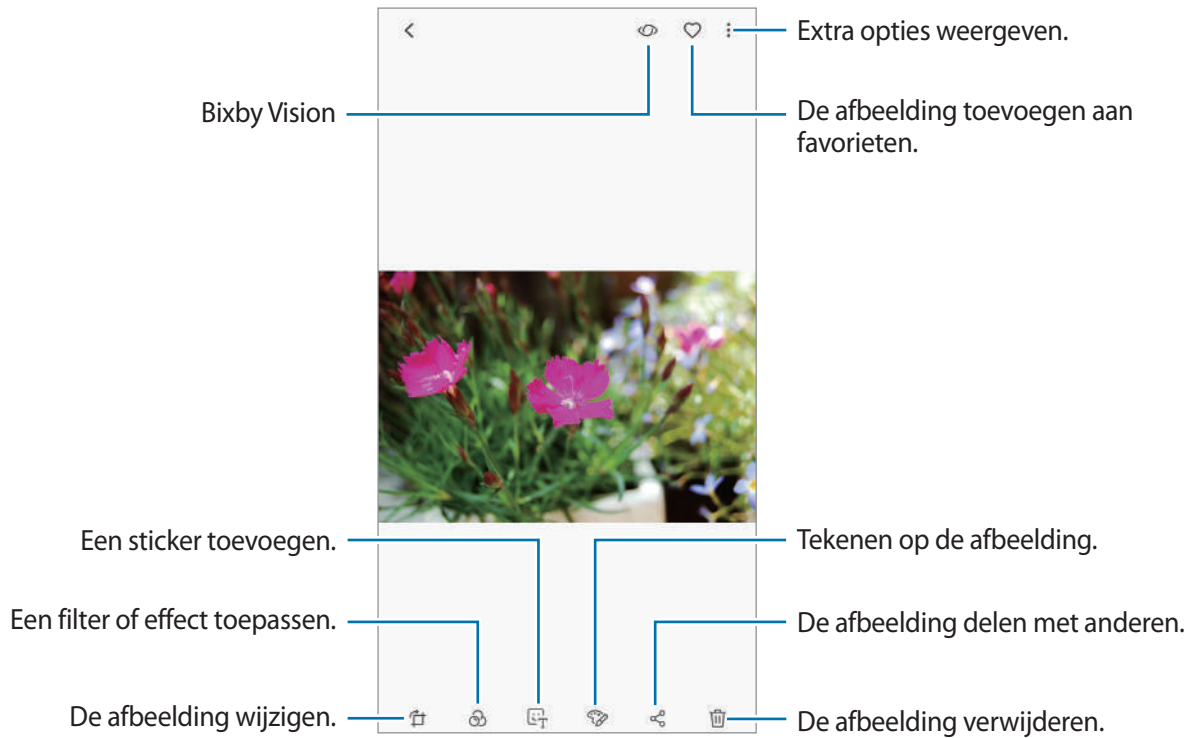 Extra opties weergeven.
Bixby Vision
De afbeelding toevoegen aan
favorieten.
Een sticker toevoegen.
Tekenen op de afbeelding.
Een filter of effect toepassen.
De afbeelding delen met anderen.
De afbeelding wijzigen.
De afbeelding verwijderen.